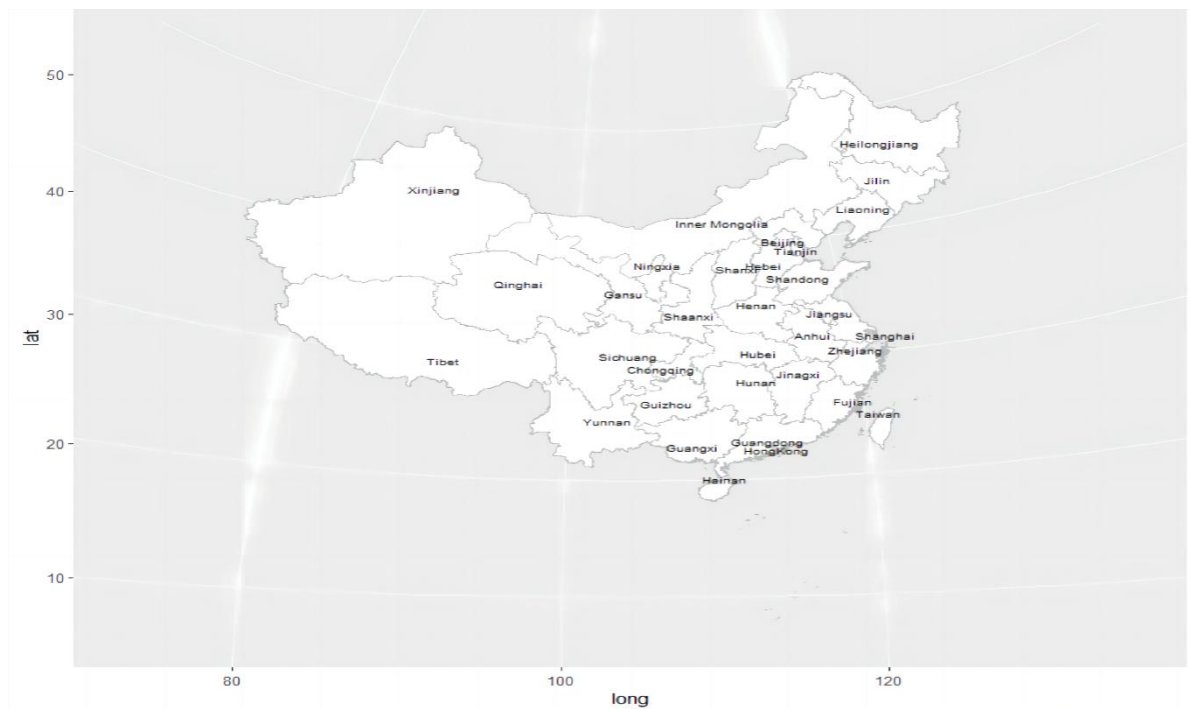 50
Heilongjiang
Jilin
40
Xinjiang
Liaoning
Inner Mongolia
Beijing
Tianjin
Ningxia
Hebei
Shanxi
Shandong
Qinghai
Gansu
Henan
30
Jiangsu
Shaanxi
Anhui
Shanghai
lat
Zhejiang
Hubei
Sichuang
Tibet
Chongqing
Jinagxi
Hunan
Guizhou
Fujian
Taiwan
Yunnan
20
Guangdong
Guangxi
HongKong
Hainan
10
80
100
120
long